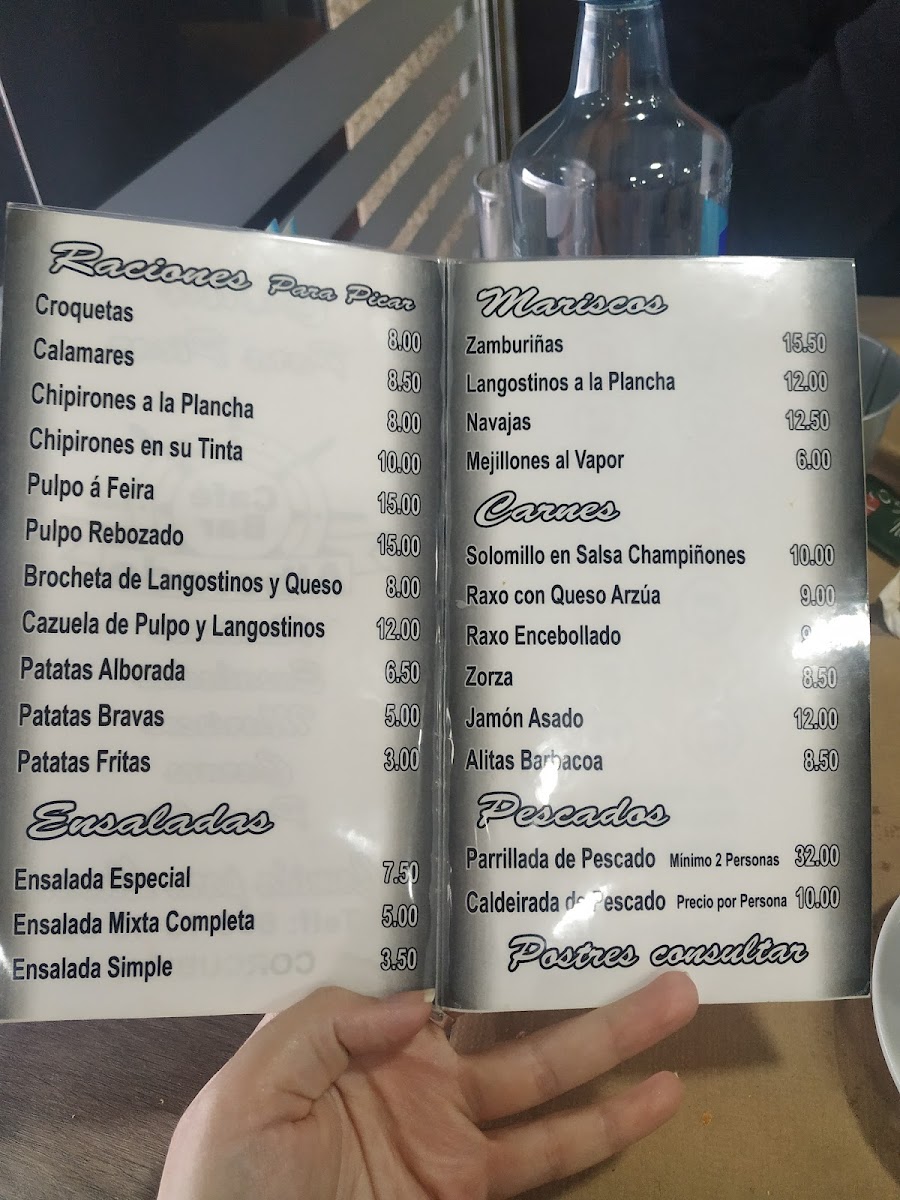 Raciones Para Picar
Croquetas 8.00
Calamares 8.50
Chipirones a la Plancha 8.00
Chipirones en su Tinta 10.00
Pulpo á Feira 15.00
Pulpo Rebozado 15.00
Brocheta de Langostinos y Queso 8.00
Cazuela de Pulpo y Langostinos 12.00
Patatas Alborada 6.50
Patatas Bravas 5.00
Patatas Fritas 3.00
Ensaladas
Ensalada Especial 7.50
Ensalada Mixta Completa 5.00
Ensalada Simple 3.50
Mariscos
Zamburiñas 15.50
Langostinos a la Plancha 12.00
Navajas 12.50
Mejillones al Vapor 6.00
Carnes
Solomillo en Salsa Champiñones 10.00
Raxo con Queso Arzúa 9.00
Raxo Encebollado
Zorza 8.50
Jamón Asado 12.00
Alitas Barbacoa 8.50
Pescados
Parrillada de Pescado Mínimo 2 Personas 32.00
Caldeirada de Pescado Precio por Persona 10.00
Postres consultar